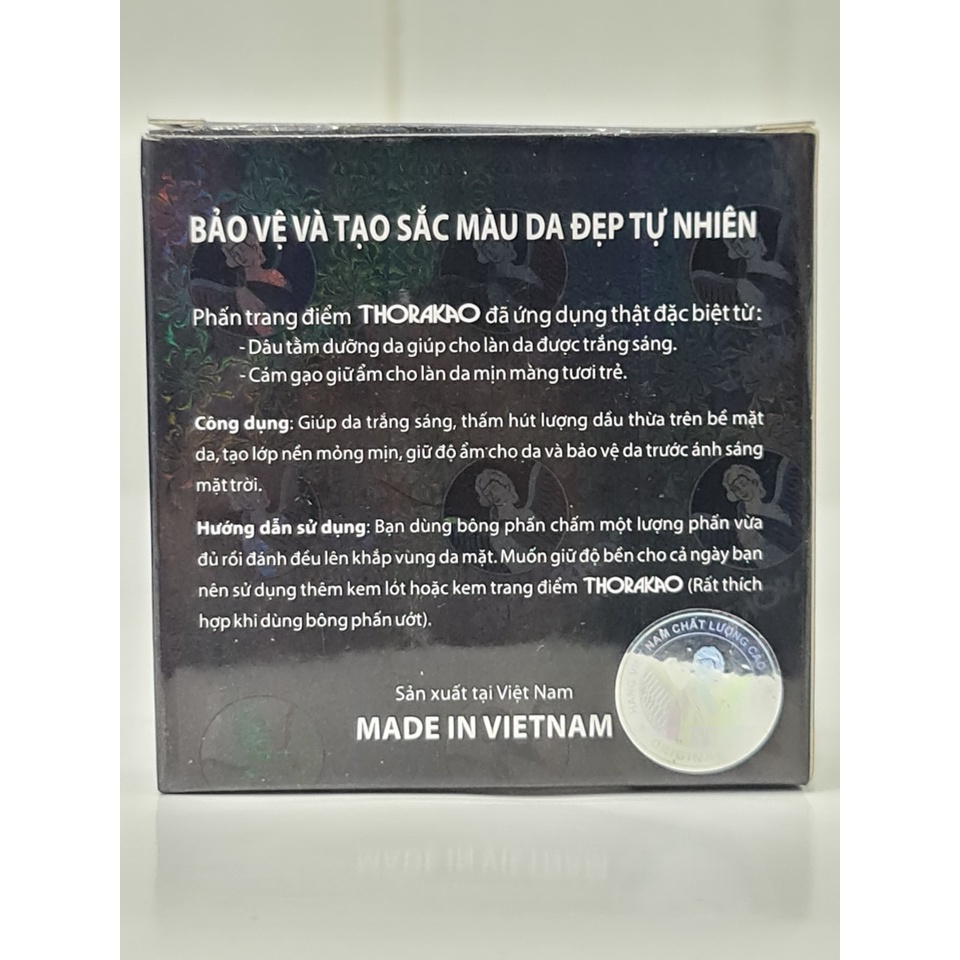 BẢO VỆ VÀ TẠO SẮC MÀU DA ĐẸP TỰ NHIÊN
Phấn trang điểm THORAKAO đã ứng dụng thật đặc biệt từ:
- Dâu tằm dưỡng da giúp cho làn da được trắng sáng.
- Cám gạo giữ ẩm cho làn da mịn màng tươi trẻ.
Công dụng: Giúp da trắng sáng, thấm hút lượng dầu thừa trên bề mặt
da, tạo lớp nền mỏng mịn, giữ độ ẩm cho da và bảo vệ da trước ánh sáng
mặt trời.
Hướng dẫn sử dụng: Bạn dùng bông phấn chấm một lượng phấn vừa
đủ rồi đánh đều lên khắp vùng da mặt. Muốn giữ độ bền cho cả ngày bạn
nên sử dụng thêm kem lót hoặc kem trang điểm THORAKAO (Rất thích
hợp khi dùng bông phấn ướt).
NAM CHẤT LƯỢNG CAO
Sản xuất tại Việt Nam
MADE IN VIETNAM